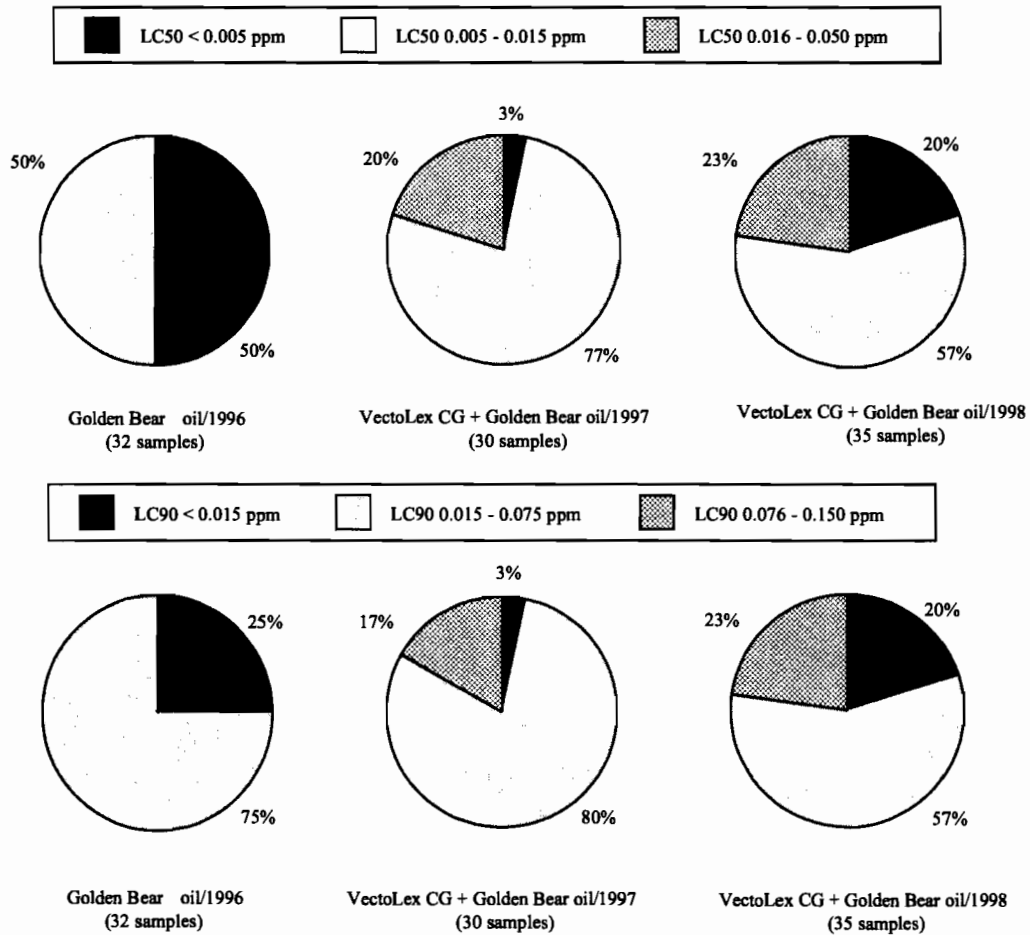 LC50 < 0.005 ppm LC50 0.005 - 0.015 ppm LC50 0.016 - 0.050 ppm
50%
50%
3%
20%
77%
20%
23%
57%
Golden Bear oil/1996
(32 samples)
VectoLex CG + Golden Bear oil/1997
(30 samples)
VectoLex CG + Golden Bear oil/1998
(35 samples)
LC90 < 0.015 ppm LC90 0.015 - 0.075 ppm LC90 0.076 - 0.150 ppm
25%
75%
3%
17%
80%
20%
23%
57%
Golden Bear oil/1996
(32 samples)
VectoLex CG + Golden Bear oil/1997
(30 samples)
VectoLex CG + Golden Bear oil/1998
(35 samples)